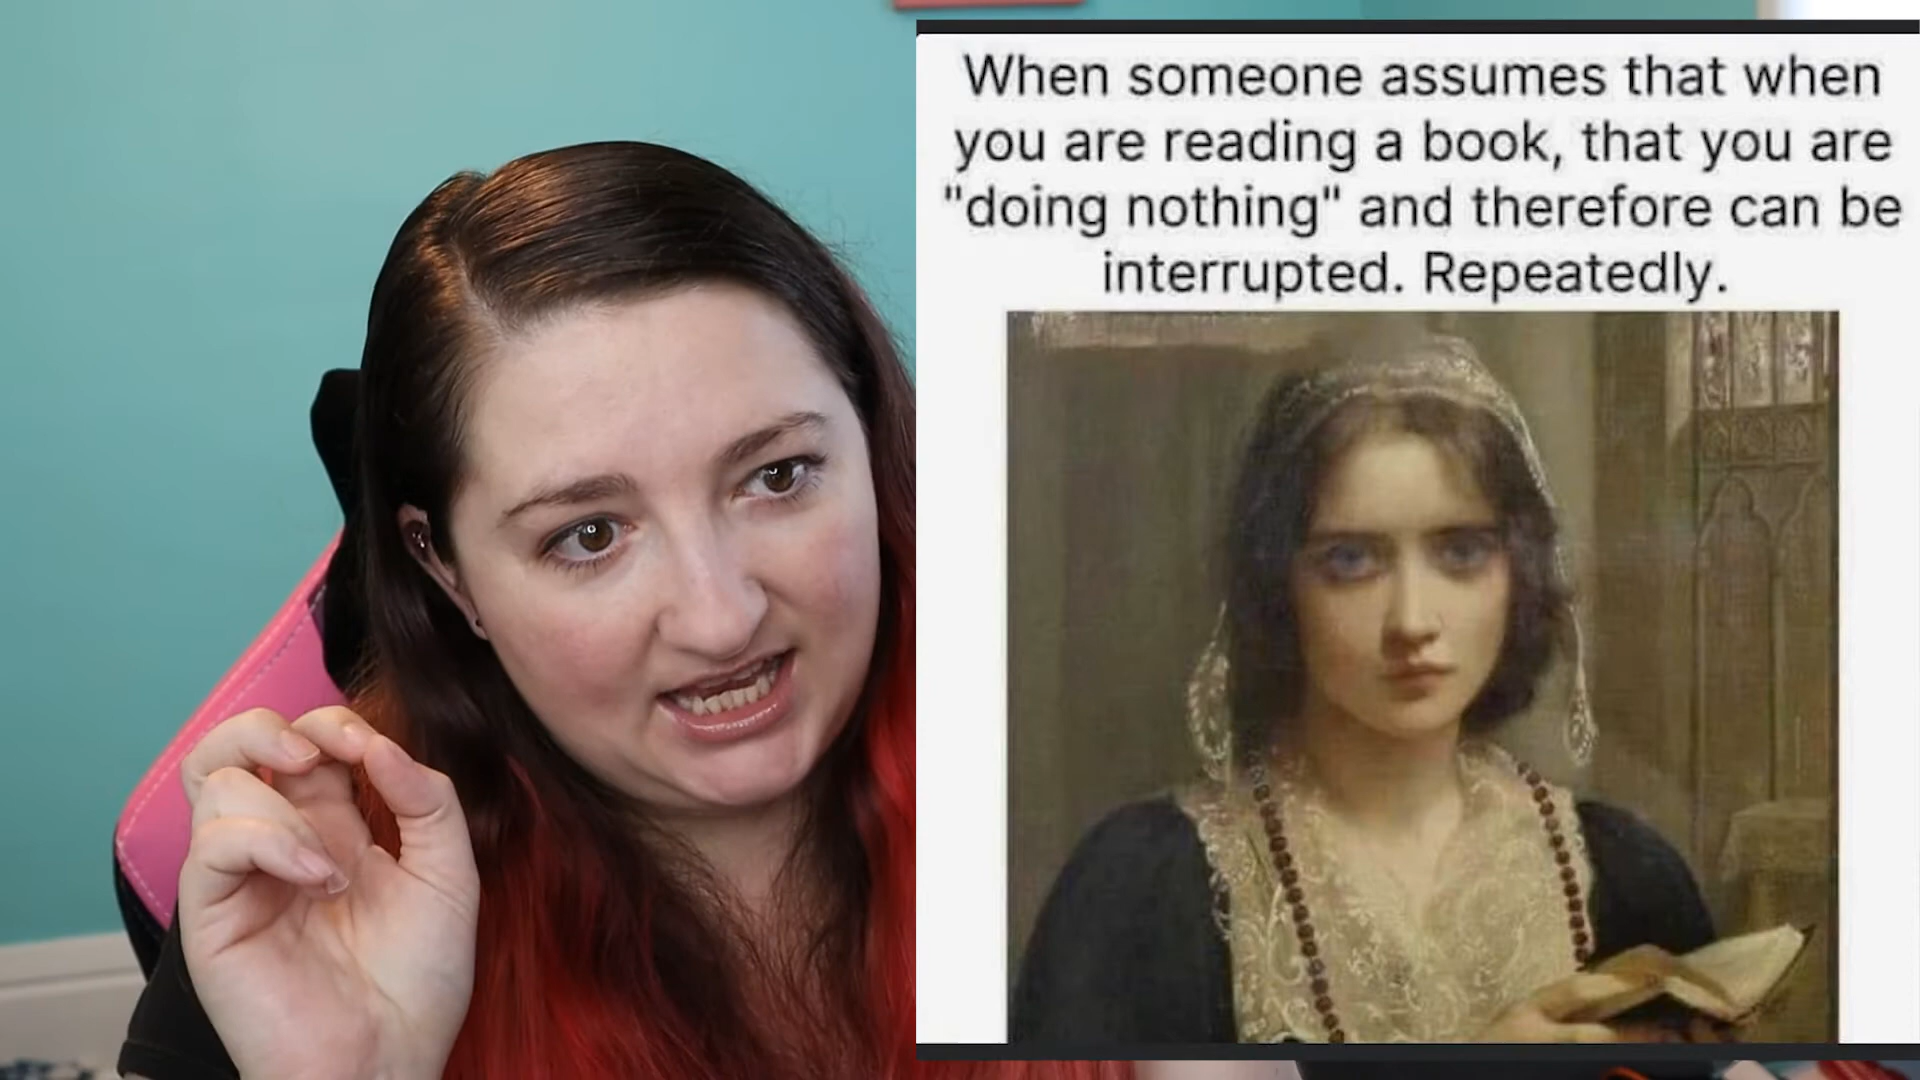 When someone assumes that when
you are reading a book, that you are
"doing nothing" and therefore can be
interrupted. Repeatedly.